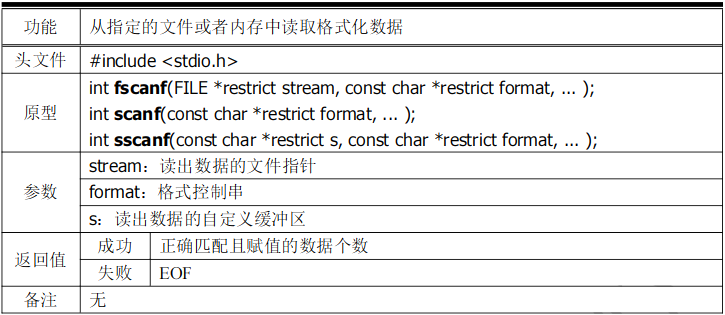 功能 从指定的文件或者内存中读取格式化数据
头文件 #include <stdio.h>
原型 int fscanf(FILE *restrict stream, const char *restrict format, ... );
int scanf(const char *restrict format, ... );
int sscanf(const char *restrict s, const char *restrict format, ... );
参数 stream：读出数据的文件指针
format：格式控制串
s：读出数据的自定义缓冲区
返回值 成功 正确匹配且赋值的数据个数
失败 EOF
备注 无